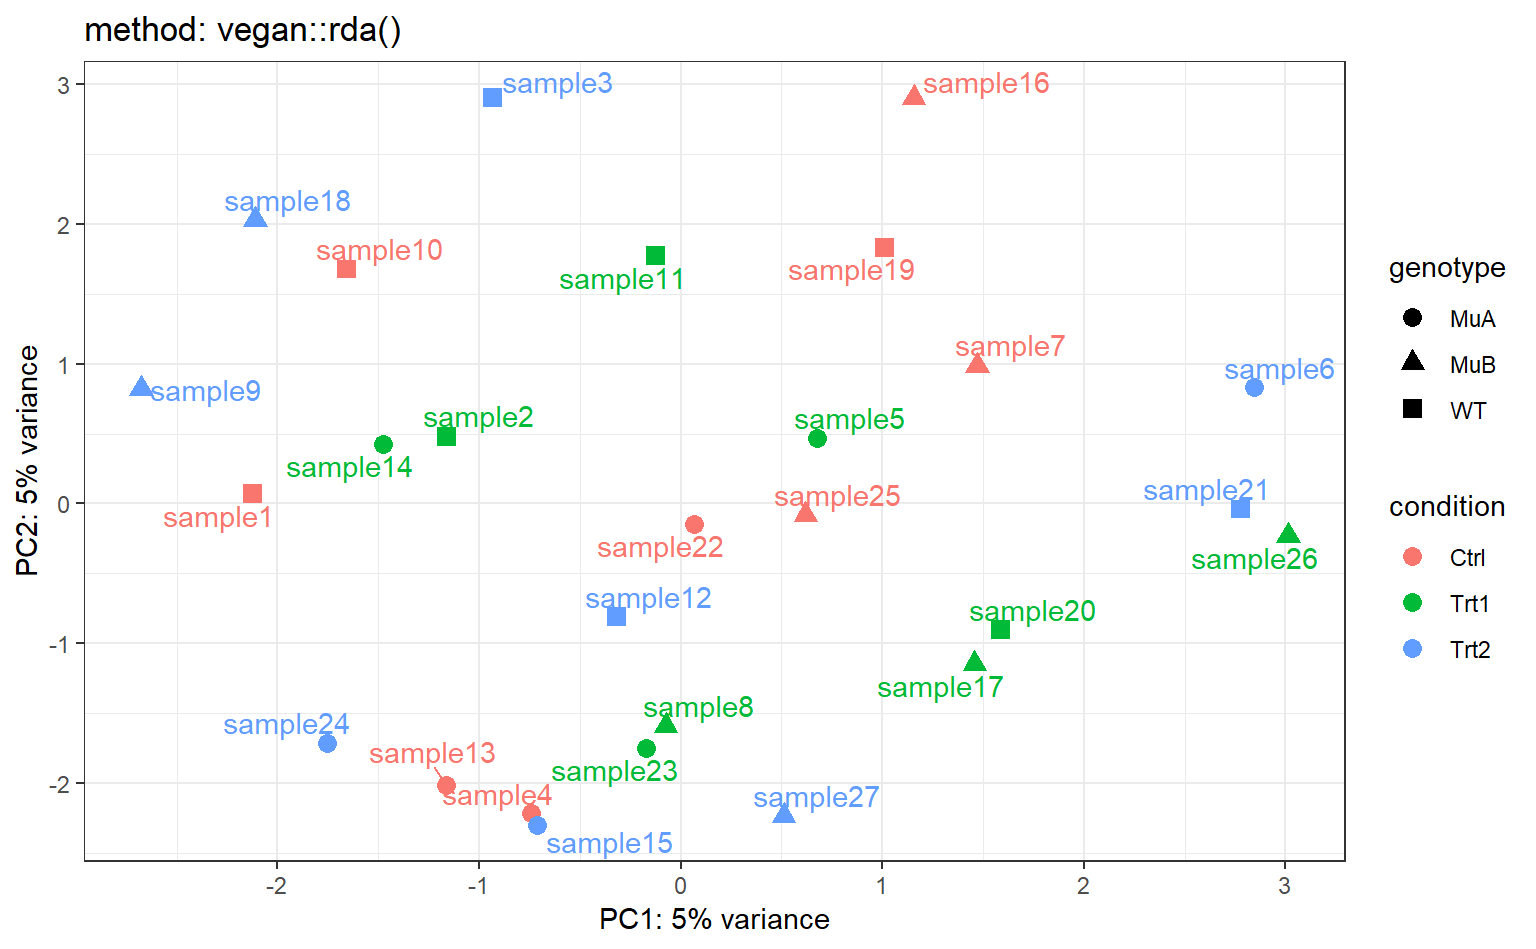 method: vegan::rda()
3
2
1
0
-1
-2
PC2: 5% variance
sample3
sample16
sample18
sample10
sample11
sample19
sample7
sample6
sample9
sample2
sample5
sample14
sample21
sample25
sample1
sample22
sample26
sample12
sample20
sample17
sample8
sample24
sample13
sample23
sample4
sample27
sample15
-2
-1
0
1
2
3
PC1: 5% variance
genotype
MuA
MuB
WT
condition
Ctrl
Trt1
Trt2